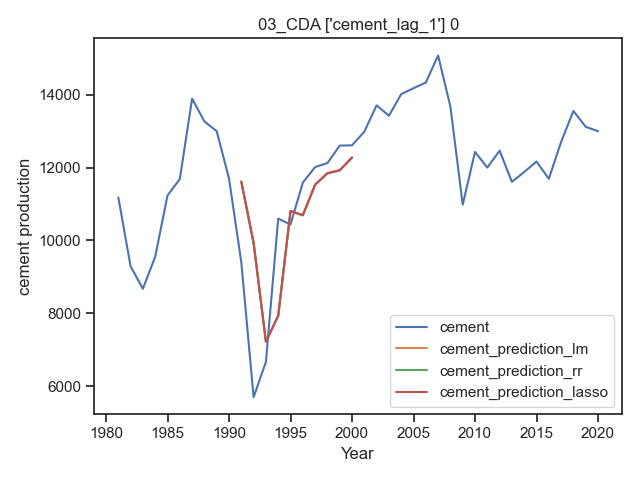 03_CDA ['cement_lag_1'] 0
cement production
14000
12000
10000
8000
6000
1980
1985
1990
1995
2000
2005
2010
2015
2020
Year
cement
cement_prediction_lm
cement_prediction_rr
cement_prediction_lasso